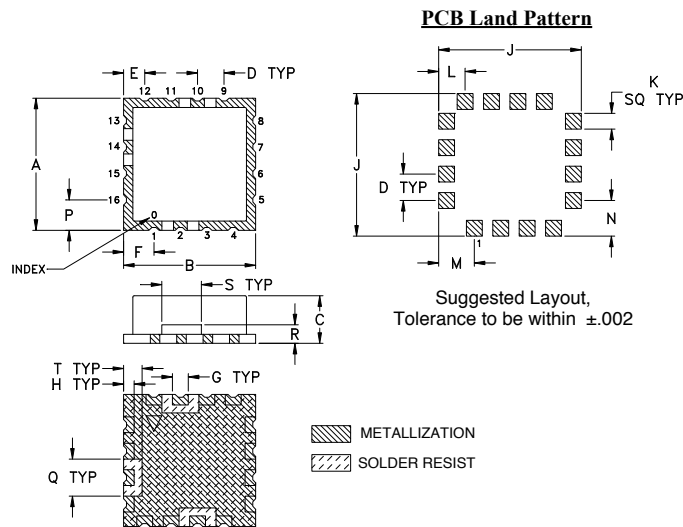 PCB Land Pattern
J
L
K
SQ TYP
E
D TYP
12 11 10 9
13
14
15
16
8
7
6
5
A
P
J
D TYP
N
0
1 2 3 4
1
F
M
INDEX
B
S TYP
R
C
Suggested Layout,
Tolerance to be within ±.002
T TYP
H TYP
G TYP
Q TYP
METALLIZATION
SOLDER RESIST